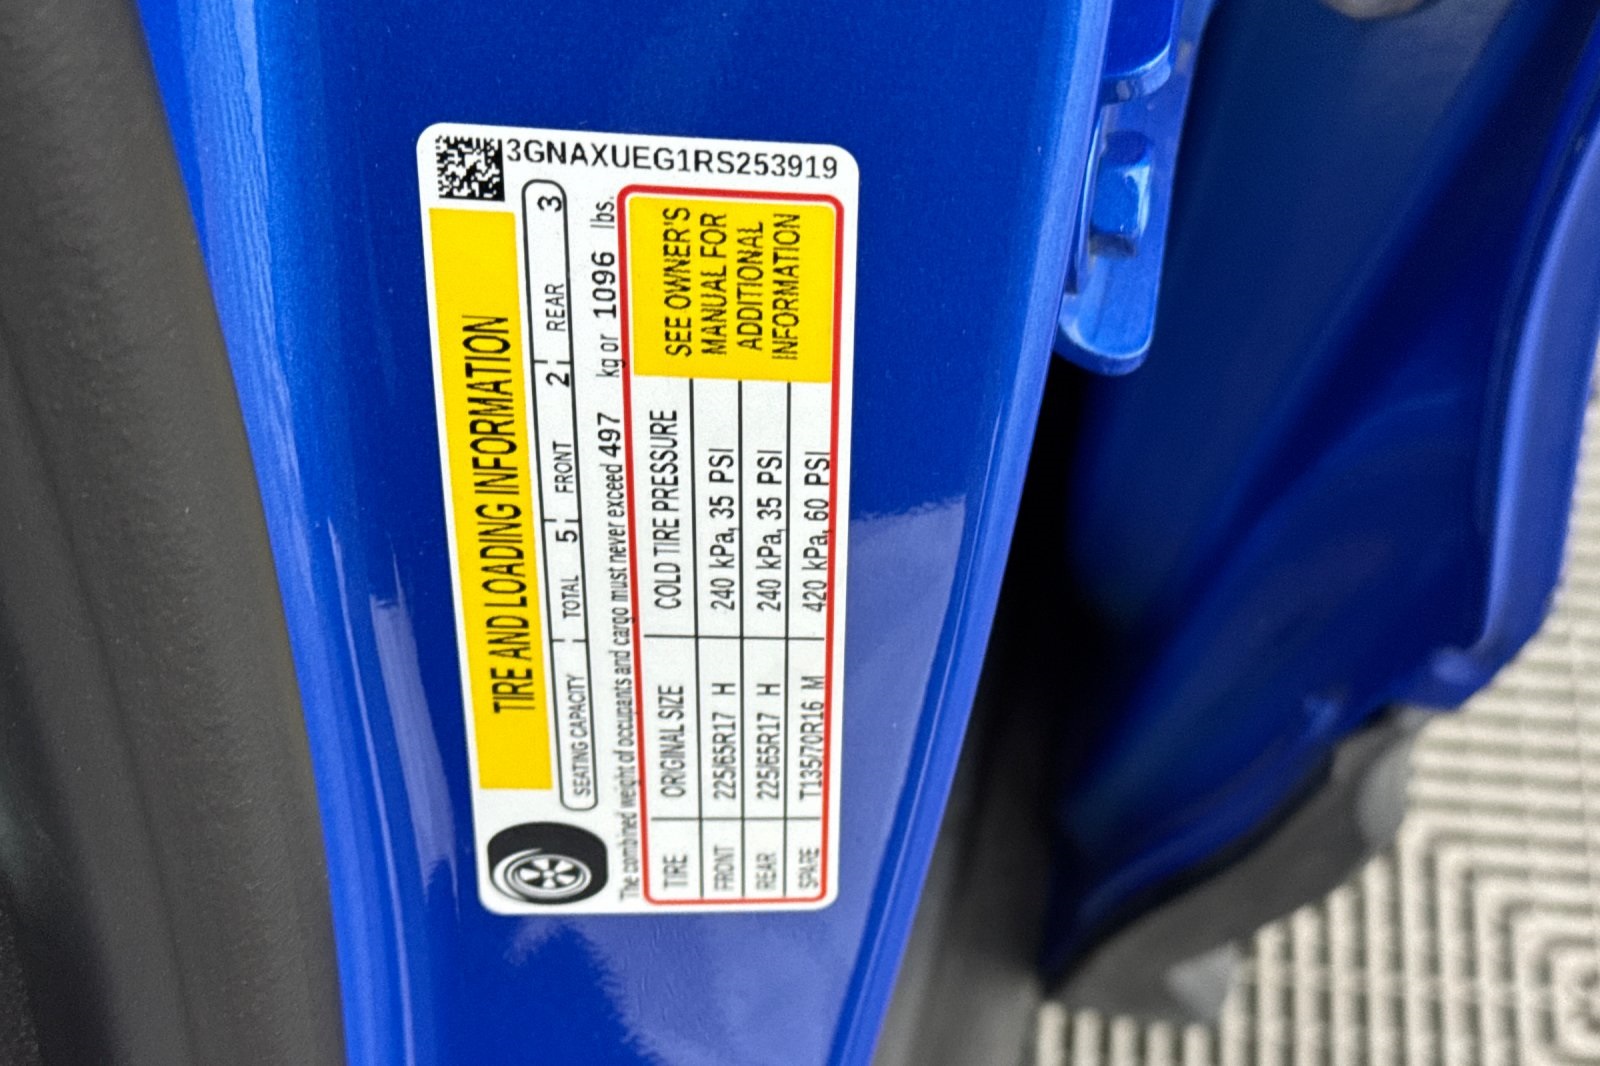 3GNAXUEG1RS253919
TIRE AND LOADING INFORMATION
SEATING CAPACITY TOTAL 5 FRONT 2 REAR 3
The combined weight of occupants and cargo must never exceed 497 kg or 1096 lbs.
TIRE ORIGINAL SIZE COLD TIRE PRESSURE
FRONT 225/65R17 H 240 kPa, 35 PSI
REAR 225/65R17 H 240 kPa, 35 PSI
SPARE T135/70R16 M 420 kPa, 60 PSI
SEE OWNER'S
MANUAL FOR
ADDITIONAL
INFORMATION